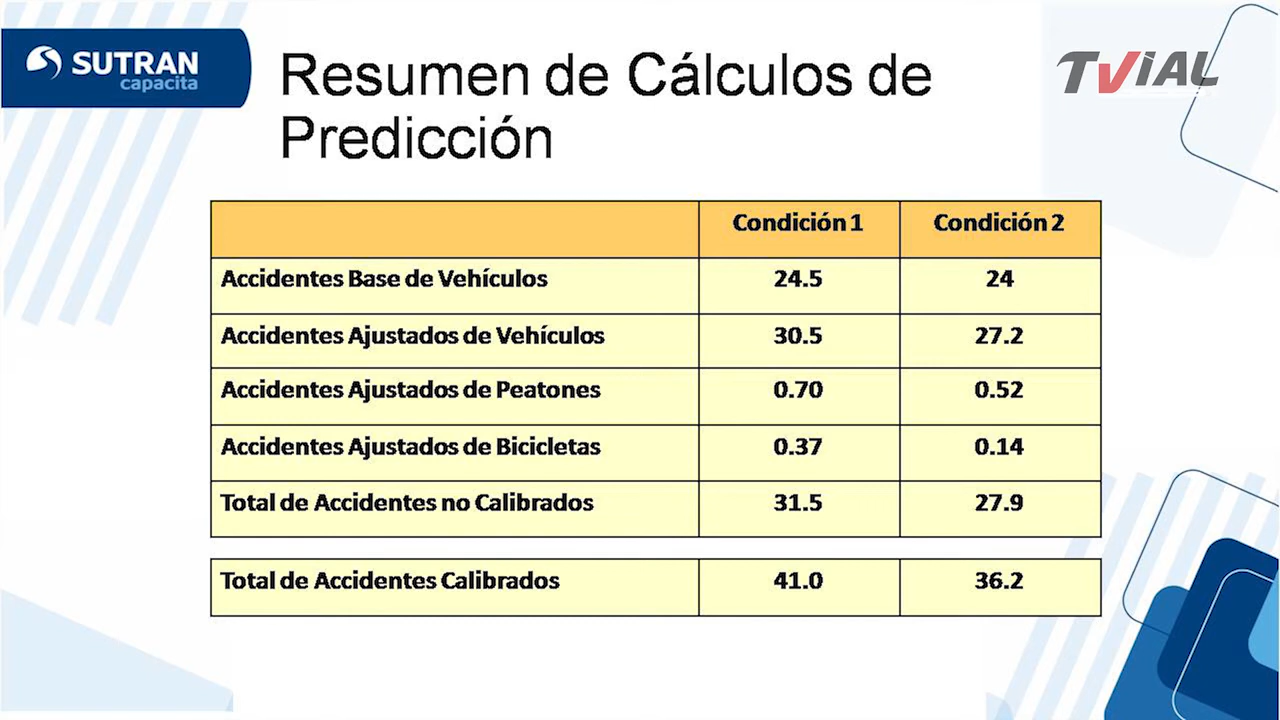 SUTRAN
capacita
TViAL
Resumen de Cálculos de
Predicción
Condición 1 Condición 2
Accidentes Base de Vehículos 24.5 24
Accidentes Ajustados de Vehículos 30.5 27.2
Accidentes Ajustados de Peatones 0.70 0.52
Accidentes Ajustados de Bicicletas 0.37 0.14
Total de Accidentes no Calibrados 31.5 27.9
Total de Accidentes Calibrados 41.0 36.2